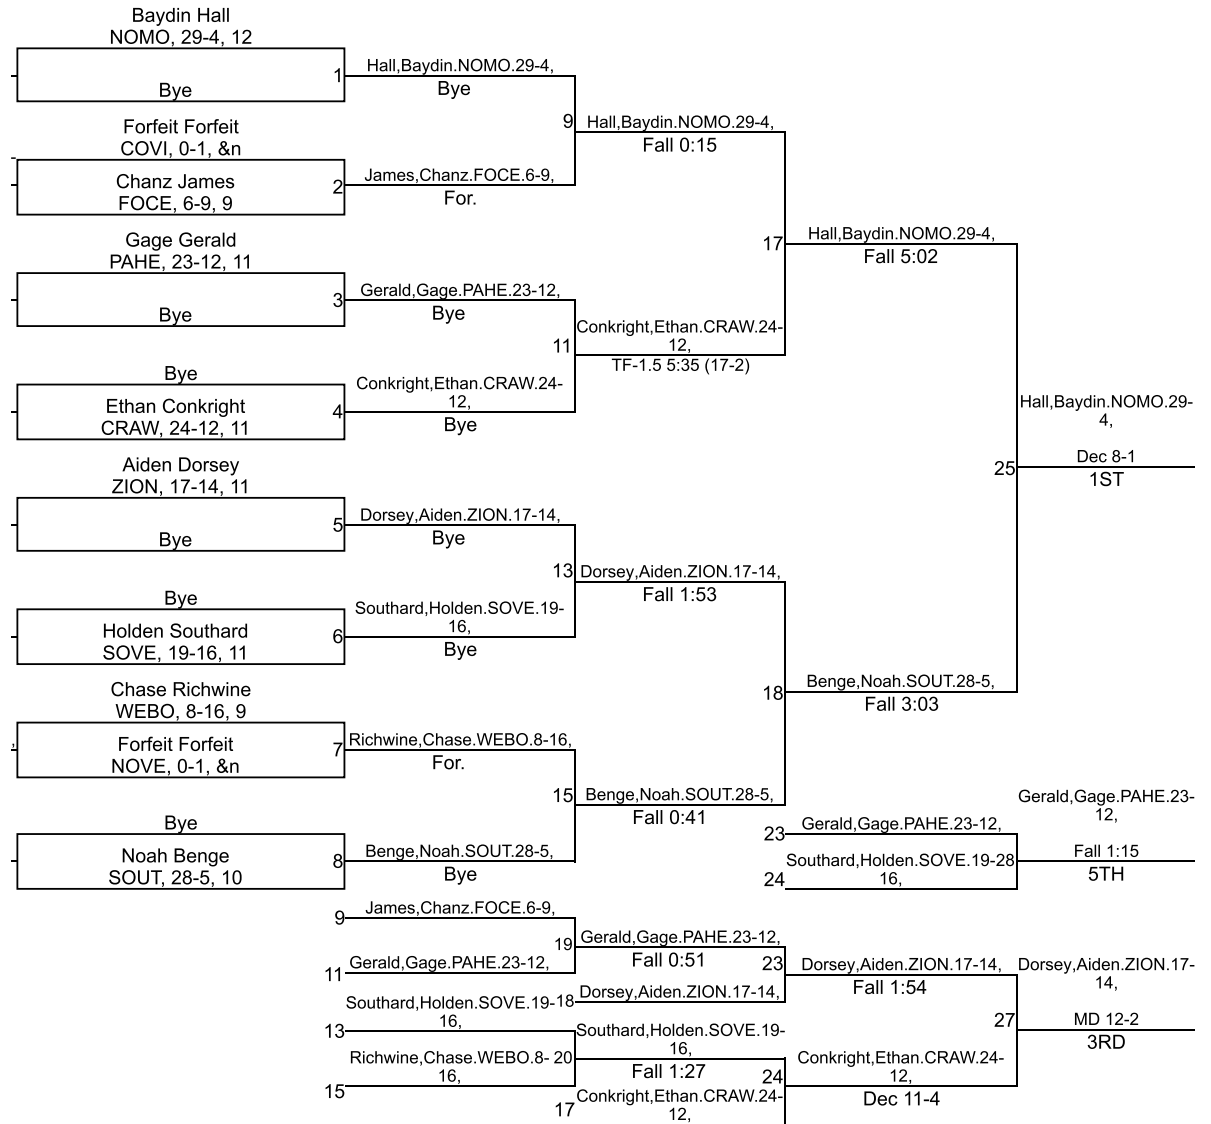 Baydin Hall
NOMO, 29-4, 12
1
Bye
Hall,Baydin.NOMO.29-4,
Bye
Forfeit Forfeit
COVI, 0-1, &n
Chanz James
FOCE, 6-9, 9
2
James,Chanz.FOCE.6-9,
For.
9
Hall,Baydin.NOMO.29-4,
Fall 0:15
Gage Gerald
PAHE, 23-12, 11
3
Bye
Gerald,Gage.PAHE.23-12,
Bye
Bye
Ethan Conkright
CRAW, 24-12, 11
4
Conkright,Ethan.CRAW.24-
12,
Bye
11
Conkright,Ethan.CRAW.24-
12,
TF-1.5 5:35 (17-2)
17
Hall,Baydin.NOMO.29-4,
Fall 5:02
Aiden Dorsey
ZION, 17-14, 11
5
Bye
Dorsey,Aiden.ZION.17-14,
Bye
Bye
Holden Southard
SOVE, 19-16, 11
6
Southard,Holden.SOVE.19-
16,
Bye
13
Dorsey,Aiden.ZION.17-14,
Fall 1:53
Chase Richwine
WEBO, 8-16, 9
Forfeit Forfeit
NOVE, 0-1, &n
7
Richwine,Chase.WEBO.8-16,
For.
Bye
Noah Benge
SOUT, 28-5, 10
8
Benge,Noah.SOUT.28-5,
Bye
15
Benge,Noah.SOUT.28-5,
Fall 0:41
18
Benge,Noah.SOUT.28-5,
Fall 3:03
25
Hall,Baydin.NOMO.29-
4,
Dec 8-1
1ST
23
Gerald,Gage.PAHE.23-12,
24
Southard,Holden.SOVE.19-
16,
28
Gerald,Gage.PAHE.23-
12,
Fall 1:15
5TH
9
James,Chanz.FOCE.6-9,
11
Gerald,Gage.PAHE.23-12,
19
Gerald,Gage.PAHE.23-12,
Fall 0:51
18
Dorsey,Aiden.ZION.17-14,
23
Dorsey,Aiden.ZION.17-14,
Fall 1:54
13
Southard,Holden.SOVE.19-
16,
15
Richwine,Chase.WEBO.8-
16,
20
Southard,Holden.SOVE.19-
16,
Fall 1:27
17
Conkright,Ethan.CRAW.24-
12,
24
Conkright,Ethan.CRAW.24-
12,
Dec 11-4
27
Dorsey,Aiden.ZION.17-
14,
MD 12-2
3RD